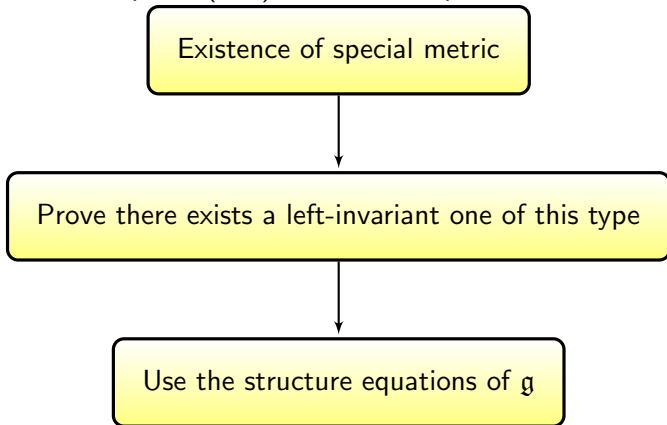 Existence of special metric
Prove there exists a left-invariant one of this type
Use the structure equations of 𝔤